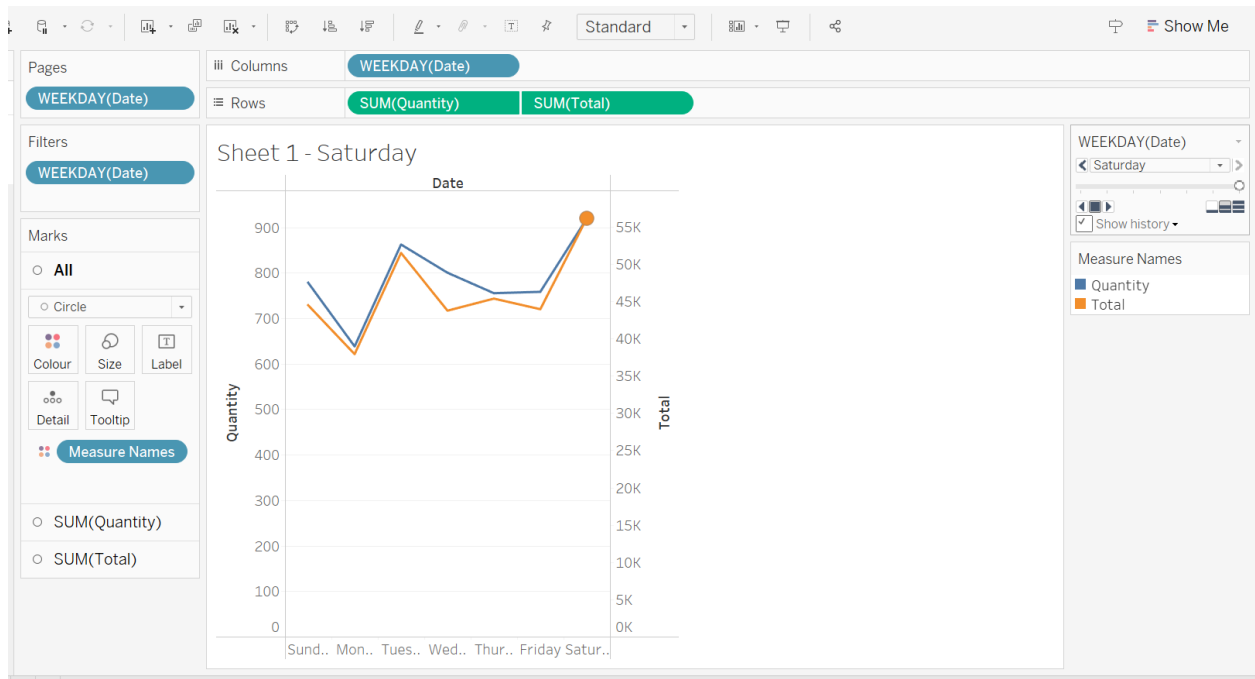 Standard
Show Me
Pages
WEEKDAY(Date)
Columns
WEEKDAY(Date)
Rows
SUM(Quantity)
SUM(Total)
Filters
WEEKDAY(Date)
Marks
All
Circle
Colour
Size
T
Label
Detail
Tooltip
Measure Names
SUM(Quantity)
SUM(Total)
Sheet 1 - Saturday
Date
Quantity
900
800
700
600
500
400
300
200
100
0
55K
50K
45K
40K
35K
30K
25K
20K
15K
10K
5K
0K
Total
Sund.. Mon.. Tues.. Wed.. Thur.. Friday Satur..
WEEKDAY(Date)
Saturday
Show history
Measure Names
Quantity
Total